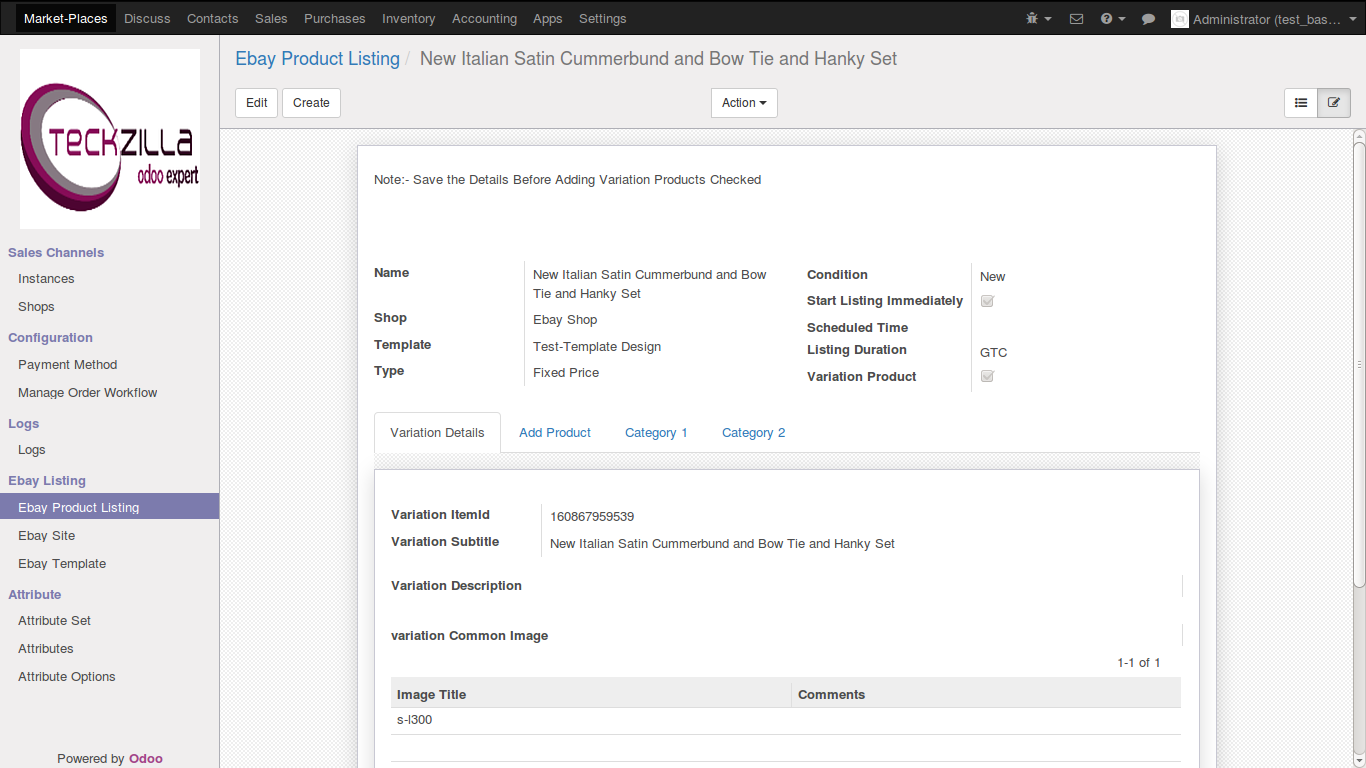 Market-Places Discuss Contacts Sales Purchases Inventory Accounting Apps Settings Administrator (test_bas...
TECKZILLA
odoo expert
Sales Channels
Instances
Shops
Configuration
Payment Method
Manage Order Workflow
Logs
Logs
Ebay Listing
Ebay Product Listing
Ebay Site
Ebay Template
Attribute
Attribute Set
Attributes
Attribute Options
Powered by Odoo
Ebay Product Listing / New Italian Satin Cummerbund and Bow Tie and Hanky Set
Edit Create Action
Note:- Save the Details Before Adding Variation Products Checked
Name New Italian Satin Cummerbund and Bow
Tie and Hanky Set
Shop Ebay Shop
Template Test-Template Design
Type Fixed Price
Condition New
Start Listing Immediately
Scheduled Time
Listing Duration GTC
Variation Product
Variation Details Add Product Category 1 Category 2
Variation ItemId 160867959539
Variation Subtitle New Italian Satin Cummerbund and Bow Tie and Hanky Set
Variation Description
variation Common Image
1-1 of 1
Image Title Comments
s-l300